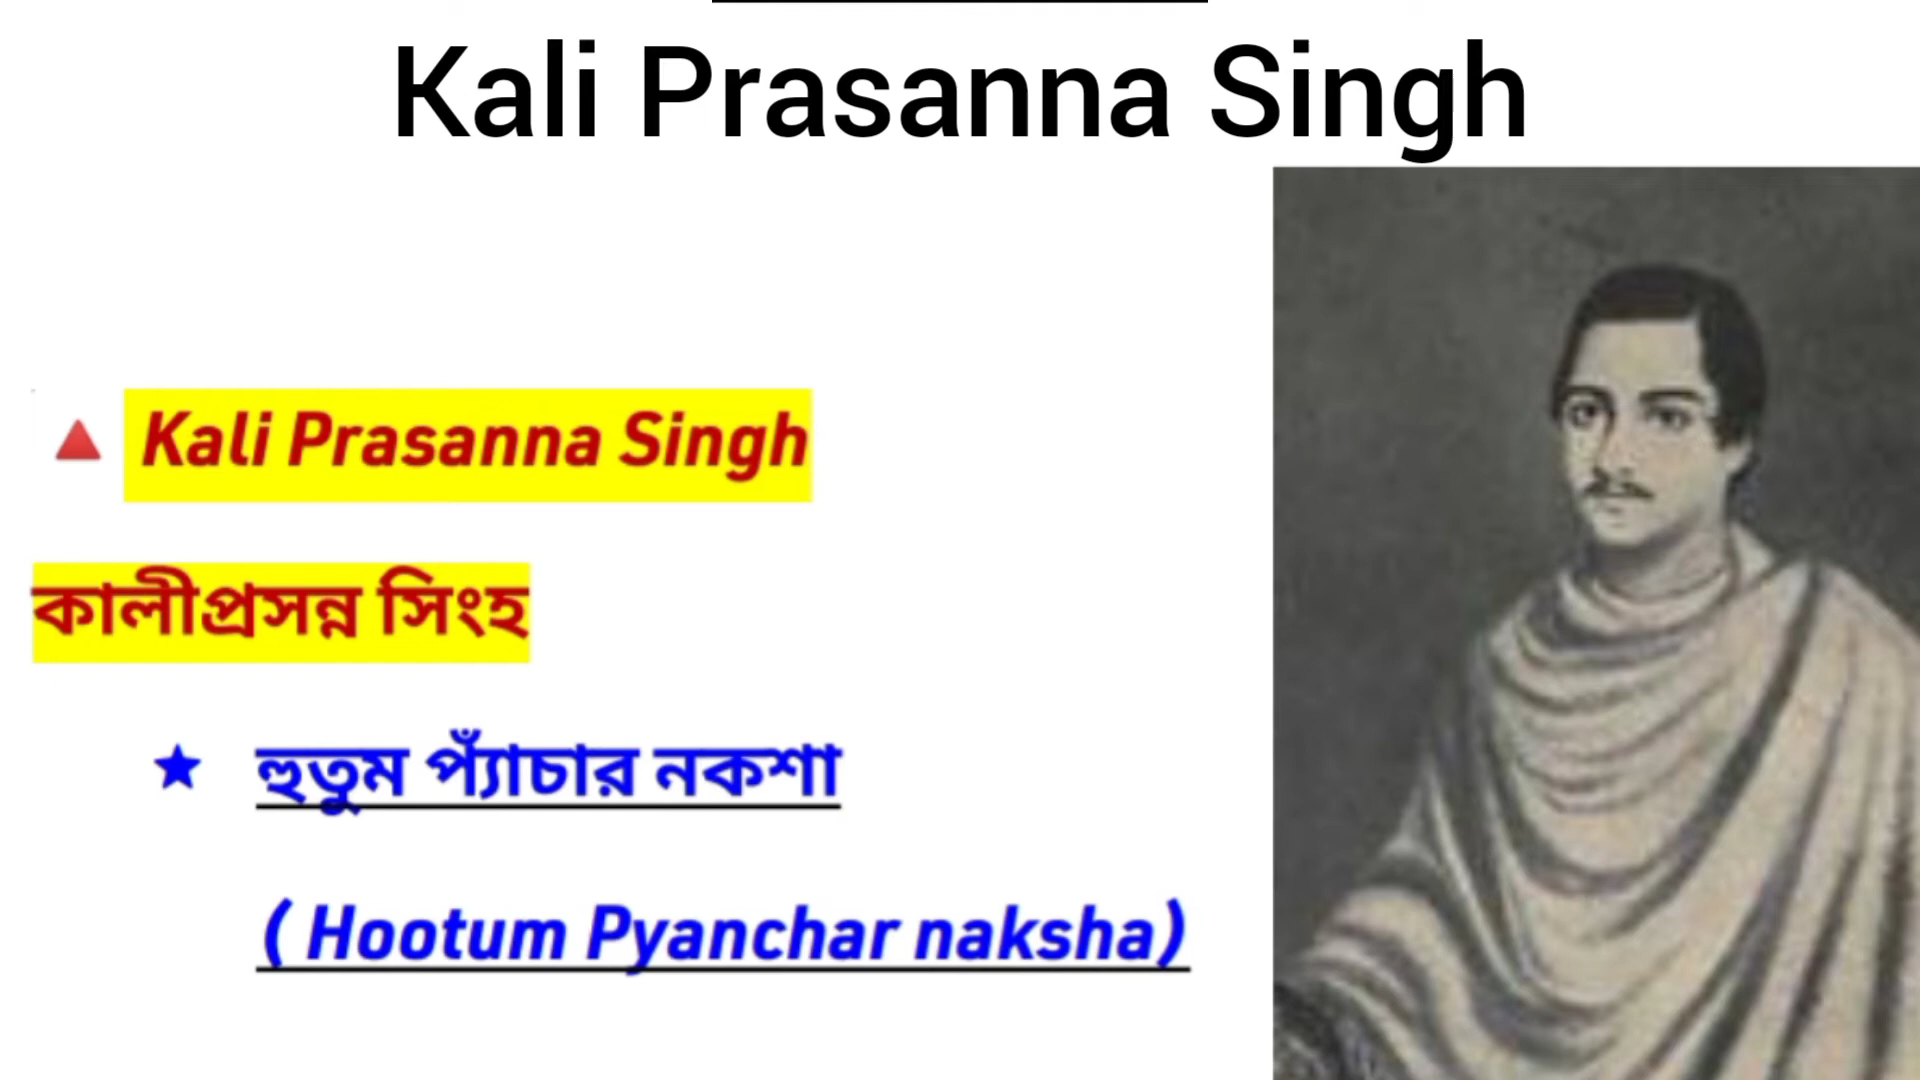 Kali Prasanna Singh
Kali Prasanna Singh
কালীপ্রসন্ন সিংহ
হুতুম প্যাঁচার নকশা
( Hootum Pyanchar naksha)